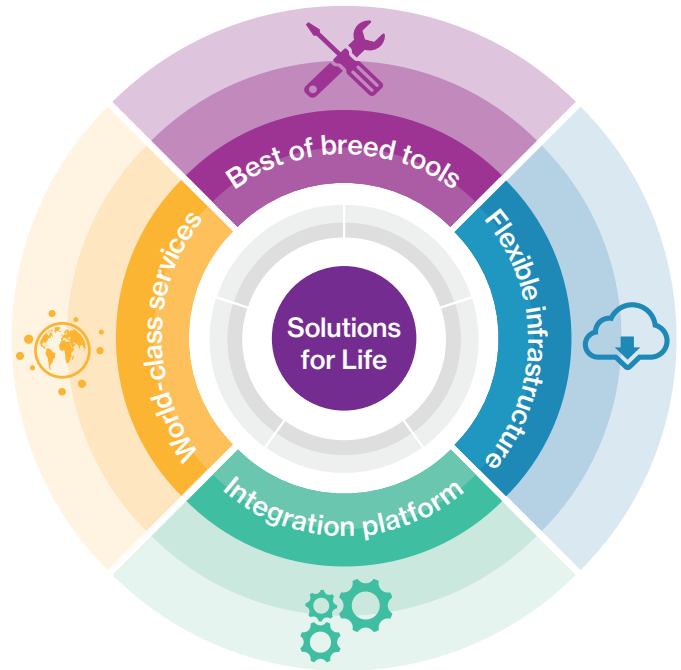 Best of breed tools
World-class services
Solutions
for Life
Flexible infrastructure
Integration platform